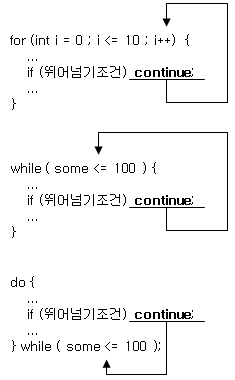 for (int i = 0 ; i <= 10 ; i++) {
...
if (뛰어넘기조건) continue;
...
}
while ( some <= 100 ) {
...
if (뛰어넘기조건) continue;
...
}
do {
...
if (뛰어넘기조건) continue;
...
} while ( some <= 100 );